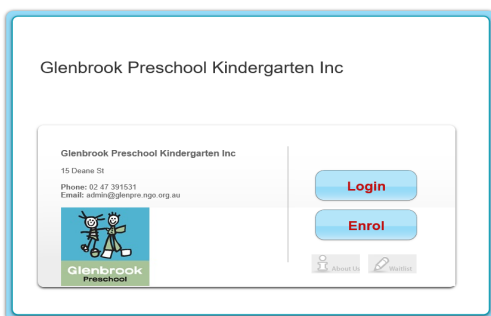 Glenbrook Preschool Kindergarten Inc
Glenbrook Preschool Kindergarten Inc
15 Deane St
Phone: 02 47 391531
Email: admin@glenpre.ngo.org.au
Glenbrook
Preschool
Login
Enrol
About Us
Waitlist